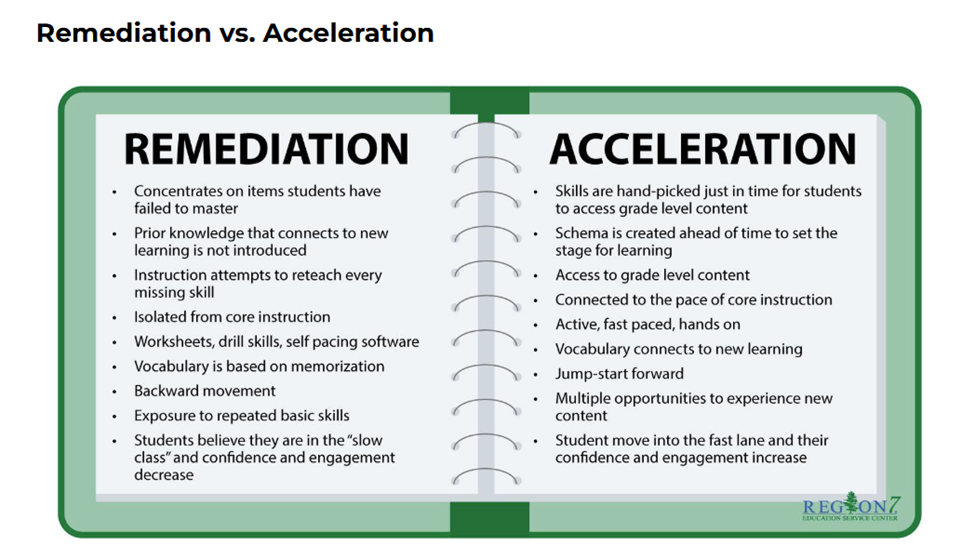 Remediation vs. Acceleration
REMEDIATION
• Concentrates on items students have
failed to master
• Prior knowledge that connects to new
learning is not introduced
• Instruction attempts to reteach every
missing skill
• Isolated from core instruction
• Worksheets, drill skills, self pacing software
• Vocabulary is based on memorization
• Backward movement
• Exposure to repeated basic skills
• Students believe they are in the "slow
class" and confidence and engagement
decrease
ACCELERATION
• Skills are hand-picked just in time for students
to access grade level content
• Schema is created ahead of time to set the
stage for learning
• Access to grade level content
• Connected to the pace of core instruction
• Active, fast paced, hands on
• Vocabulary connects to new learning
• Jump-start forward
• Multiple opportunities to experience new
content
• Student move into the fast lane and their
confidence and engagement increase
REGION 7
EDUCATION SERVICE CENTER